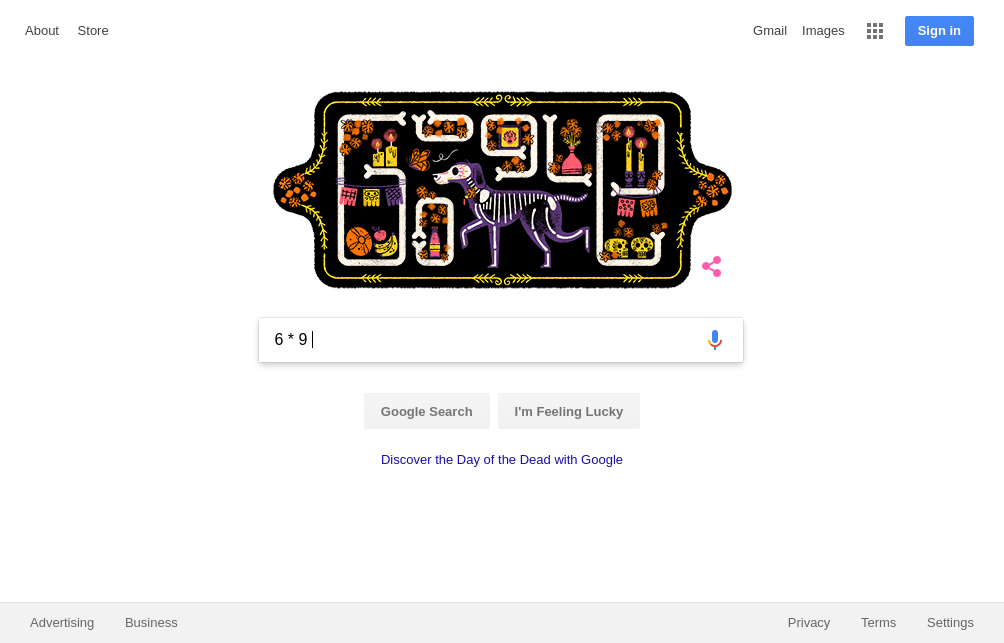 About Store Gmail Images Sign in
6 * 9
Google Search I'm Feeling Lucky
Discover the Day of the Dead with Google
Advertising Business Privacy Terms Settings